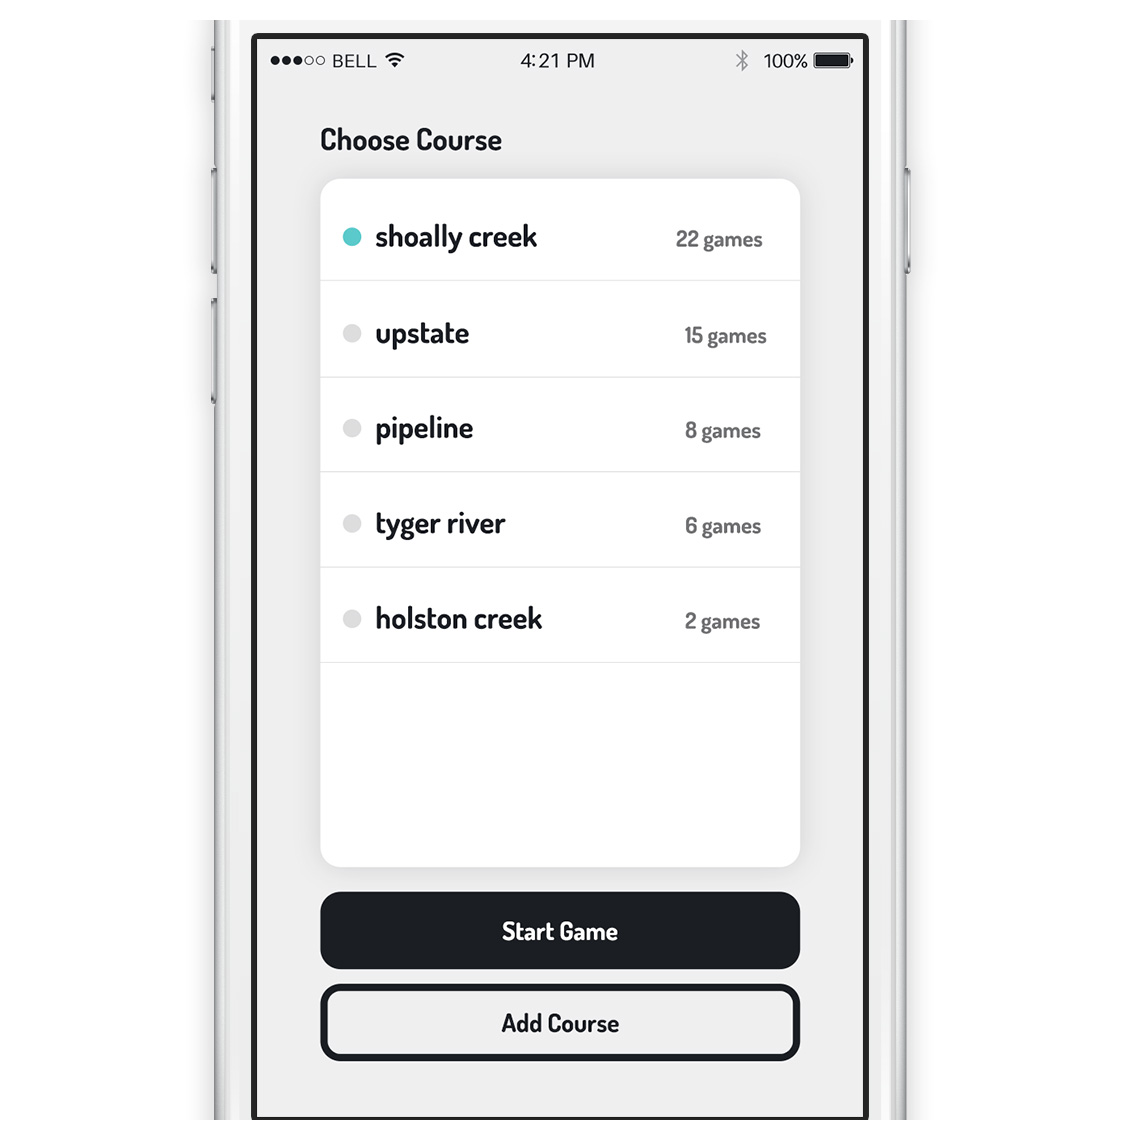 BELL 4:21 PM 100%
Choose Course
shoally creek 22 games
upstate 15 games
pipeline 8 games
tyger river 6 games
holston creek 2 games
Start Game
Add Course